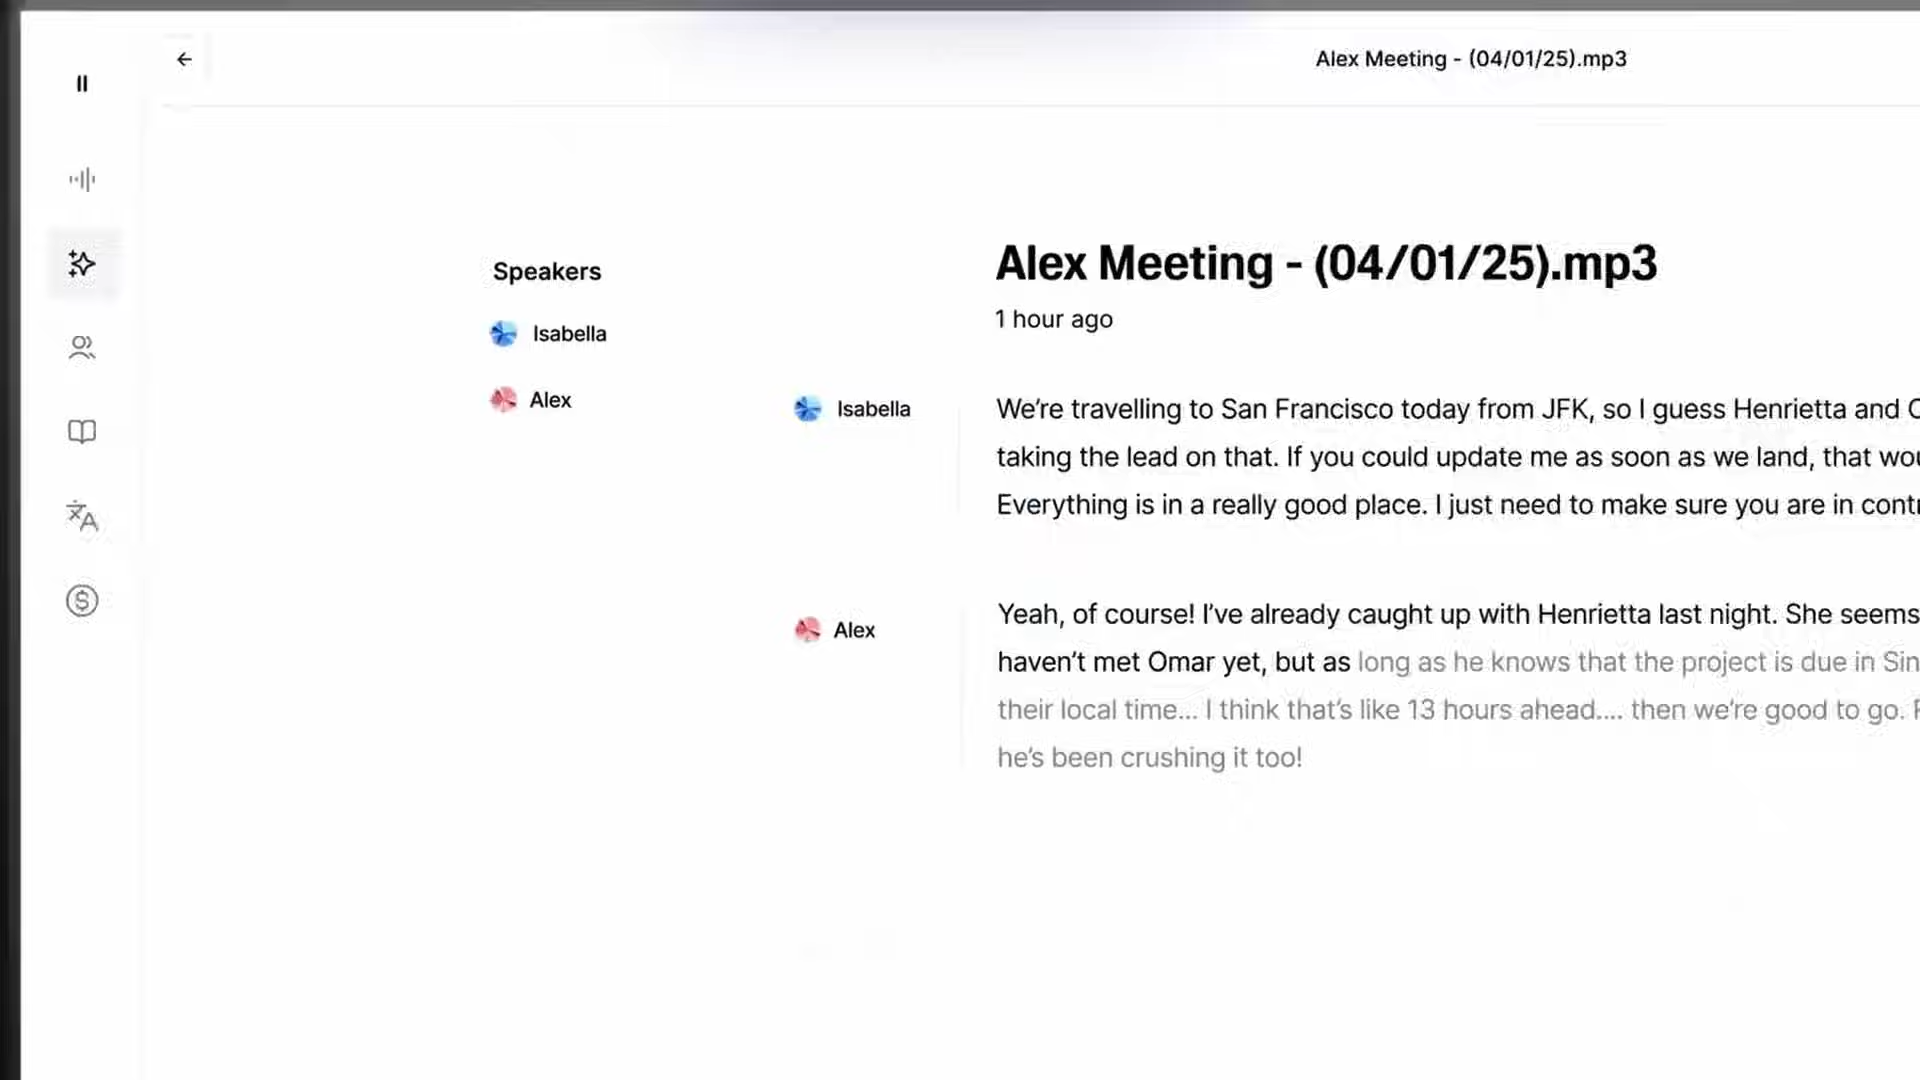 Alex Meeting - (04/01/25).mp3
Speakers
Isabella
Alex
Alex Meeting - (04/01/25).mp3
1 hour ago
Isabella
We're travelling to San Francisco today from JFK, so I guess Henrietta and
taking the lead on that. If you could update me as soon as we land, that
Everything is in a really good place. I just need to make sure you are in
Alex
Yeah, of course! I've already caught up with Henrietta last night. She seems
haven't met Omar yet, but as long as he knows that the project is due in
their local time... I think that's like 13 hours ahead.... then we're good to go.
he's been crushing it too!